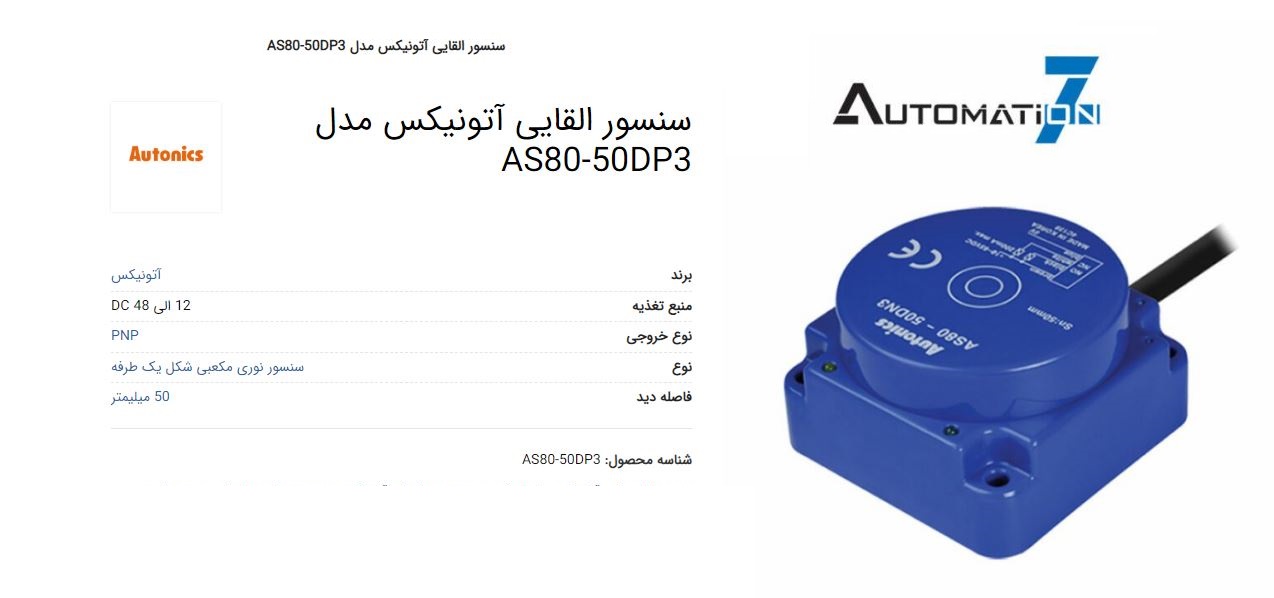 سنسور القایی آتونیکس مدل AS80-50DP3
AUTOMATION
7
Autonics
سنسور القایی آتونیکس مدل
AS80-50DP3
برند آتونیکس
منبع تغذیه 12 الی 48 DC
نوع خروجی PNP
نوع سنسور نوری مکعبی شکل یک طرفه
فاصله دید 50 میلیمتر
شناسه محصول: AS80-50DP3
Autonics
AS80 - 50DN3
Sn:50mm
CE
MADE IN KOREA
200mA max.